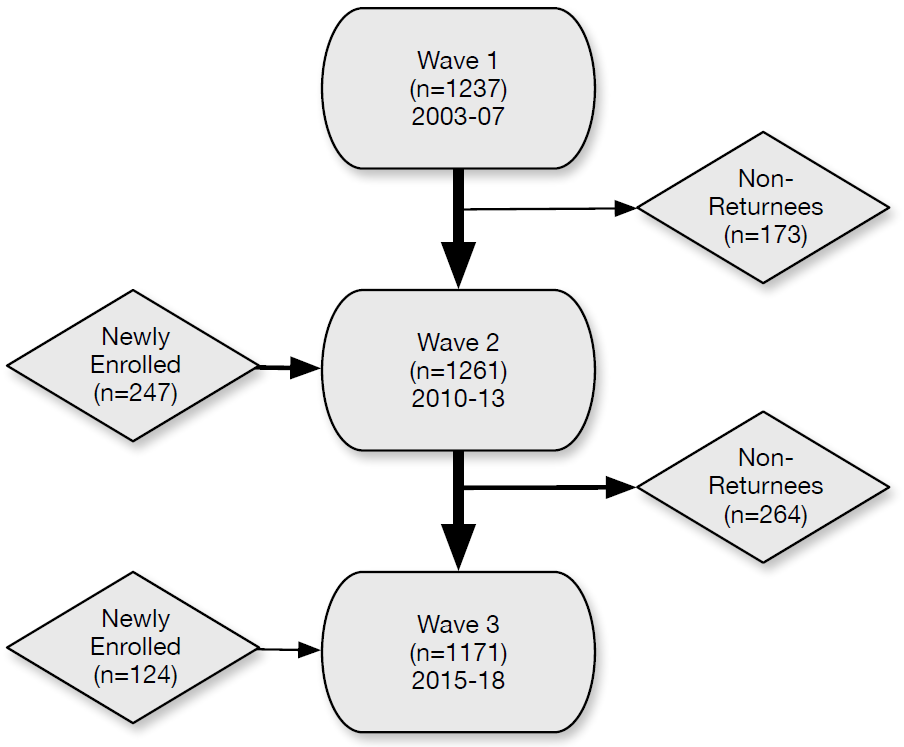 Wave 1
(n=1237)
2003-07
Non-
Returnees
(n=173)
Newly
Enrolled
(n=247)
Wave 2
(n=1261)
2010-13
Non-
Returnees
(n=264)
Newly
Enrolled
(n=124)
Wave 3
(n=1171)
2015-18